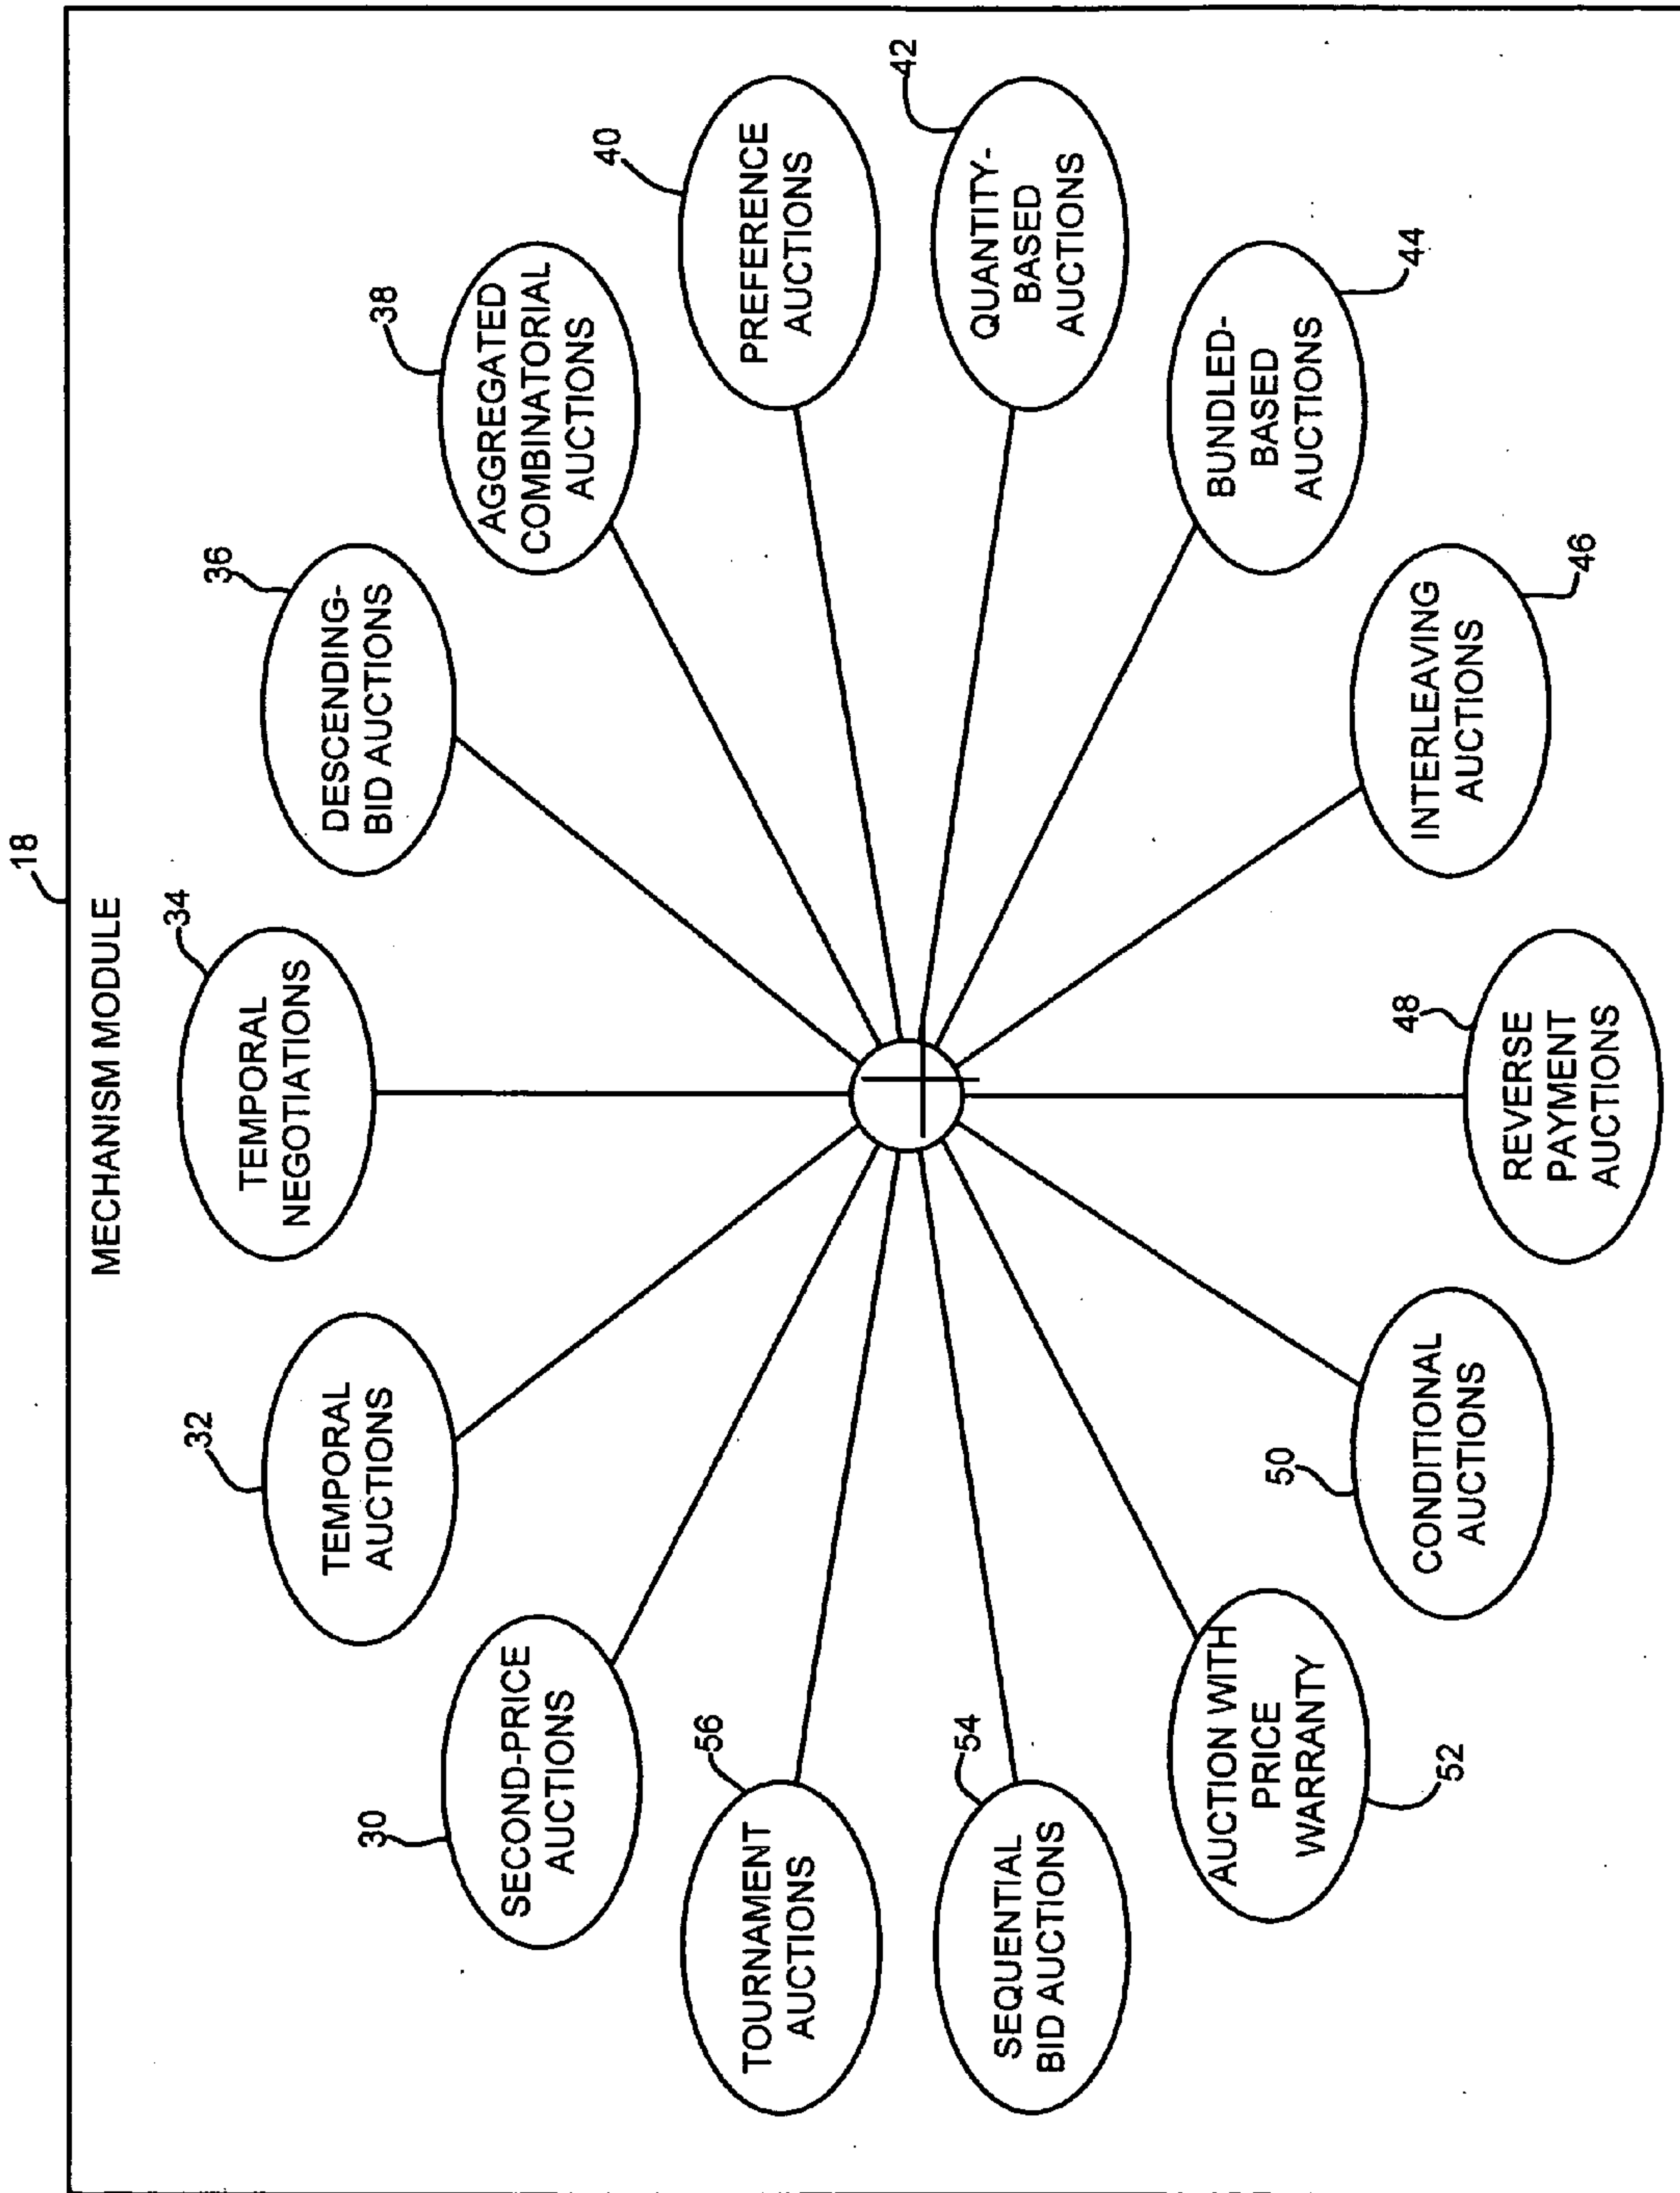 18
MECHANISM MODULE
30
SECOND-PRICE
AUCTIONS
32
TEMPORAL
AUCTIONS
34
TEMPORAL
NEGOTIATIONS
36
DESCENDING-
BID AUCTIONS
38
AGGREGATED
COMBINATORIAL
AUCTIONS
40
PREFERENCE
AUCTIONS
42
QUANTITY-
BASED
AUCTIONS
44
BUNDLED-
BASED
AUCTIONS
46
INTERLEAVING
AUCTIONS
48
REVERSE
PAYMENT
AUCTIONS
50
CONDITIONAL
AUCTIONS
52
AUCTION WITH
PRICE
WARRANTY
54
SEQUENTIAL
BID AUCTIONS
56
TOURNAMENT
AUCTIONS